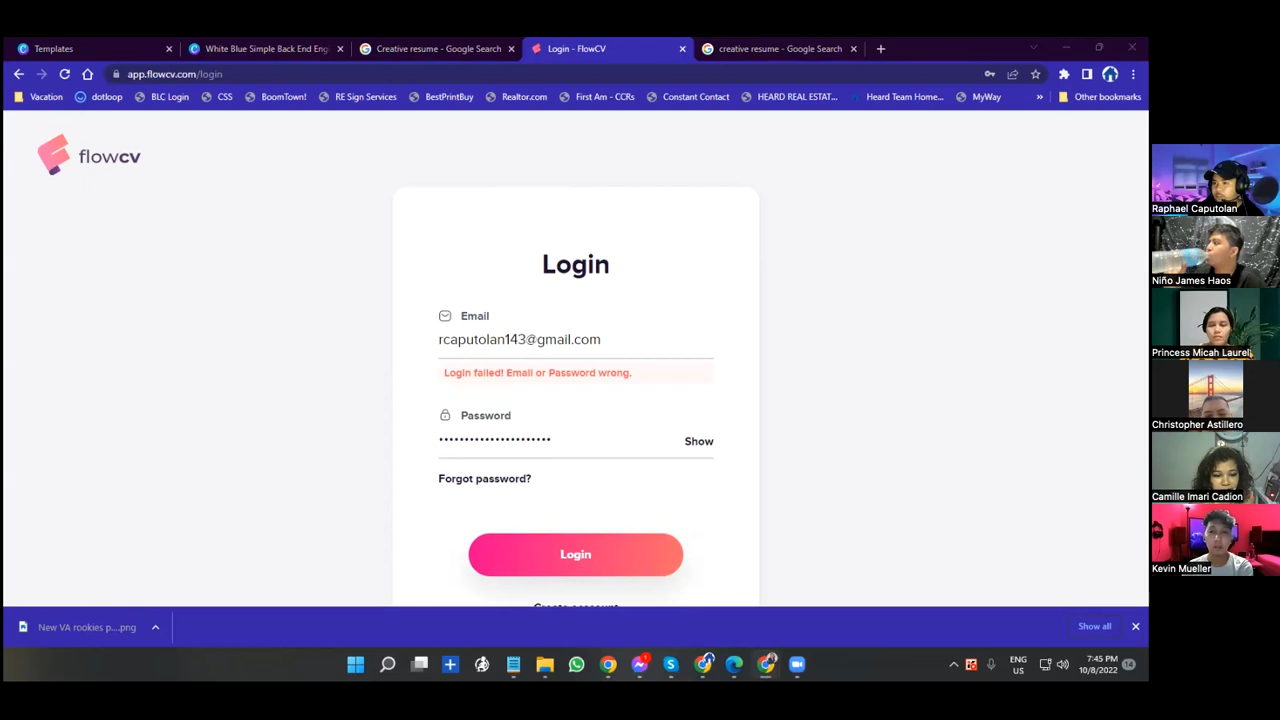 Templates
White Blue Simple Back End Eng
Creative resume - Google Search
Login - FlowCV
creative resume - Google Search
app.flowcv.com/login
Vacation
dotloop
BLC Login
CSS
BoomTown!
RE Sign Services
BestPrintBuy
Realtor.com
First Am - CCRs
Constant Contact
HEARD REAL ESTAT...
Heard Team Home...
MyWay
»
Other bookmarks
flowcv
Login
Email
rcaputolan143@gmail.com
Login failed! Email or Password wrong.
Password
••••••••••••••••••••••
Show
Forgot password?
Login
Create account
New VA rookies p....png
Show all
ENG
US
7:45 PM
10/8/2022
14
Raphael Caputolan
Niño James Haos
Princess Micah Laurel
Christopher Astillero
Camille Imari Cadion
Kevin Mueller